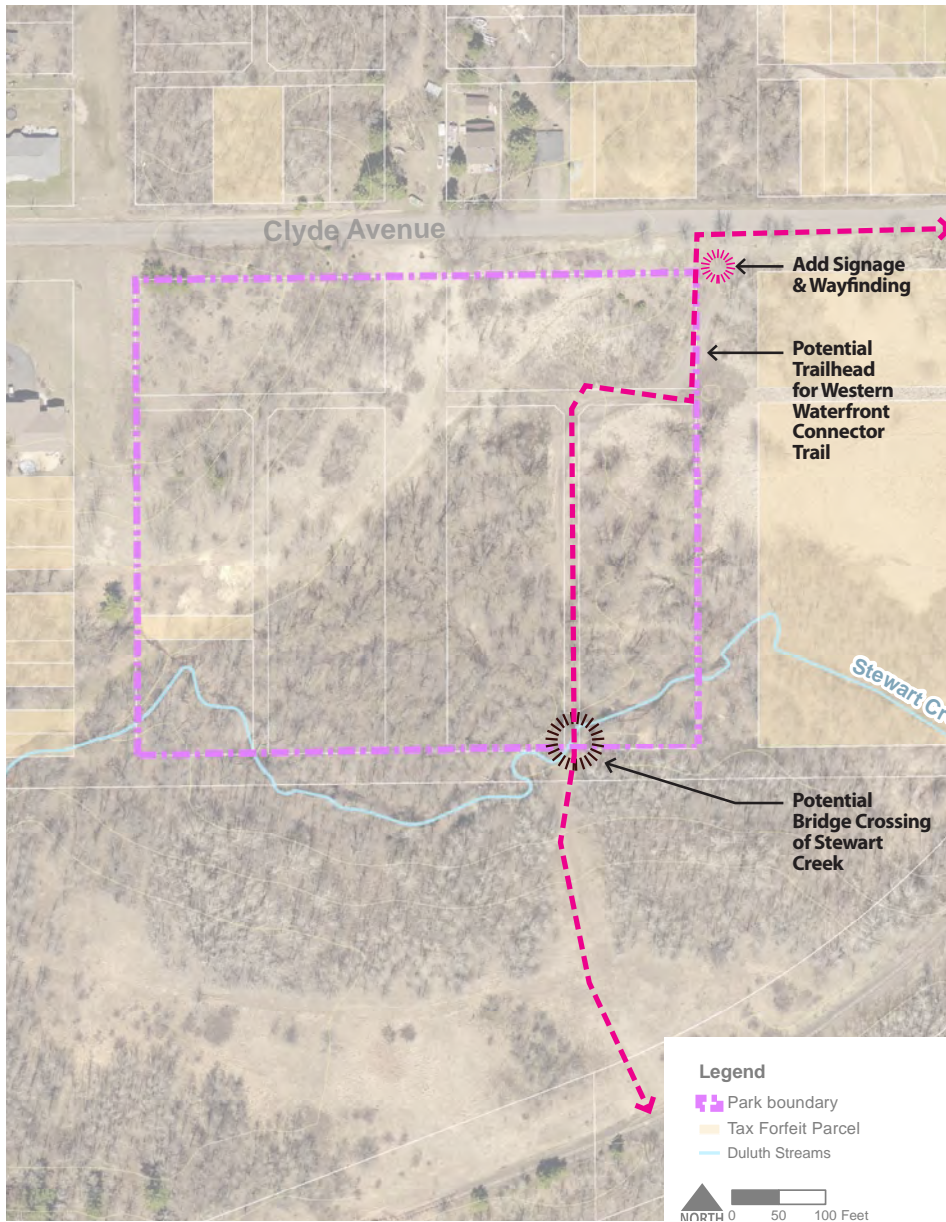 Clyde Avenue
Add Signage
& Wayfinding
Potential
Trailhead
for Western
Waterfront
Connector
Trail
Stewart Cr
Potential
Bridge Crossing
of Stewart
Creek
Legend
Park boundary
Tax Forfeit Parcel
Duluth Streams
NORTH
0 50 100 Feet